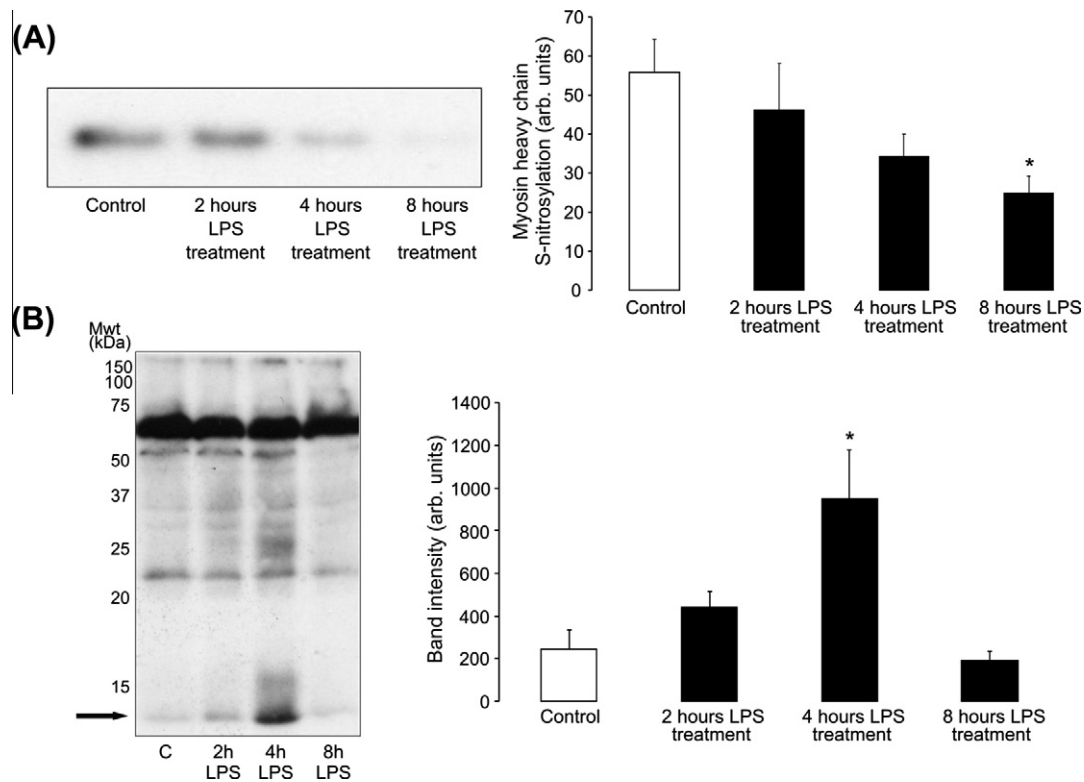 (A)
Control
2 hours
LPS
treatment
4 hours
LPS
treatment
8 hours
LPS
treatment
Myosin heavy chain
S-nitrosylation (arb. units)
70
60
50
40
30
20
10
0
*
Control
2 hours LPS
treatment
4 hours LPS
treatment
8 hours LPS
treatment
(B)
Mwt
(kDa)
150
100
75
50
37
25
20
15
C
2h
LPS
4h
LPS
8h
LPS
Band intensity (arb. units)
1400
1200
1000
800
600
400
200
0
*
Control
2 hours LPS
treatment
4 hours LPS
treatment
8 hours LPS
treatment